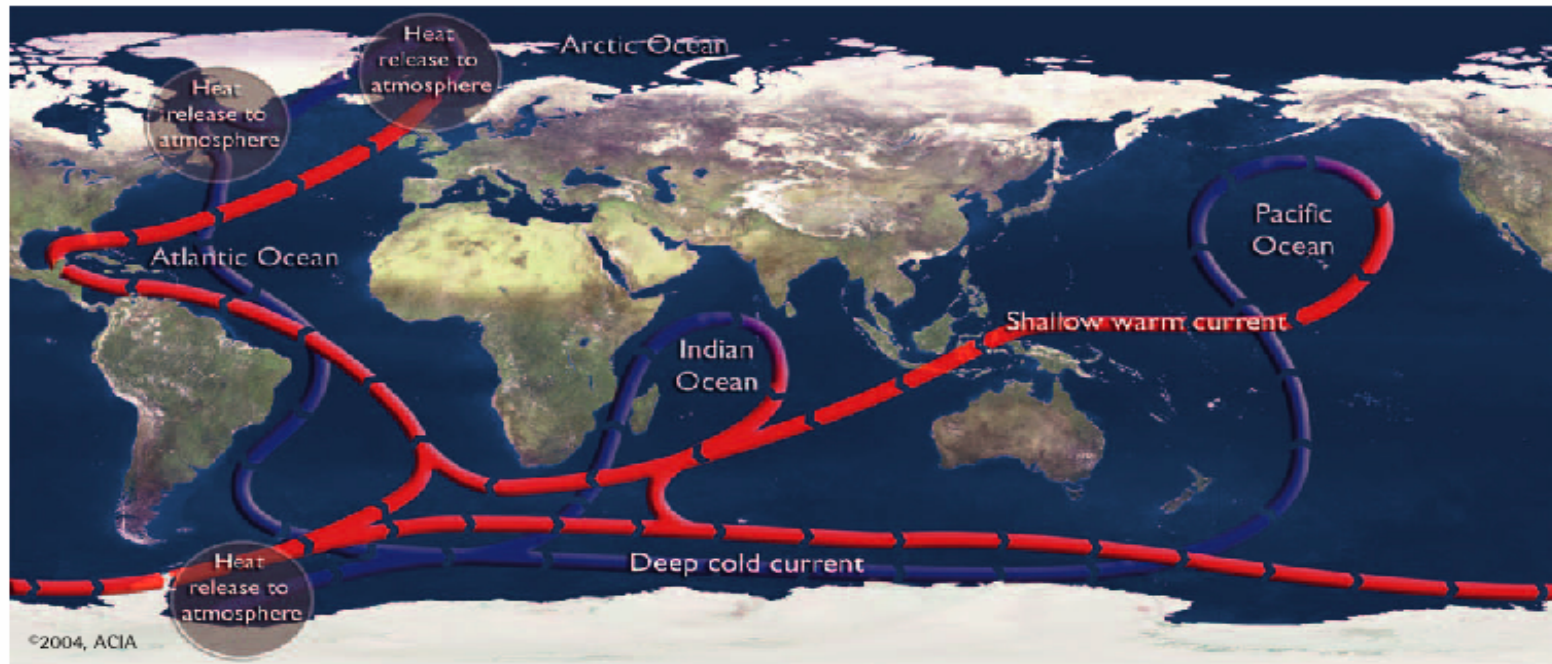 Heat
release to
atmosphere
Arctic Ocean
Heat
release to
atmosphere
Atlantic Ocean
Pacific
Ocean
Indian
Ocean
Shallow warm current
Deep cold current
Heat
release to
atmosphere
©2004, ACIA